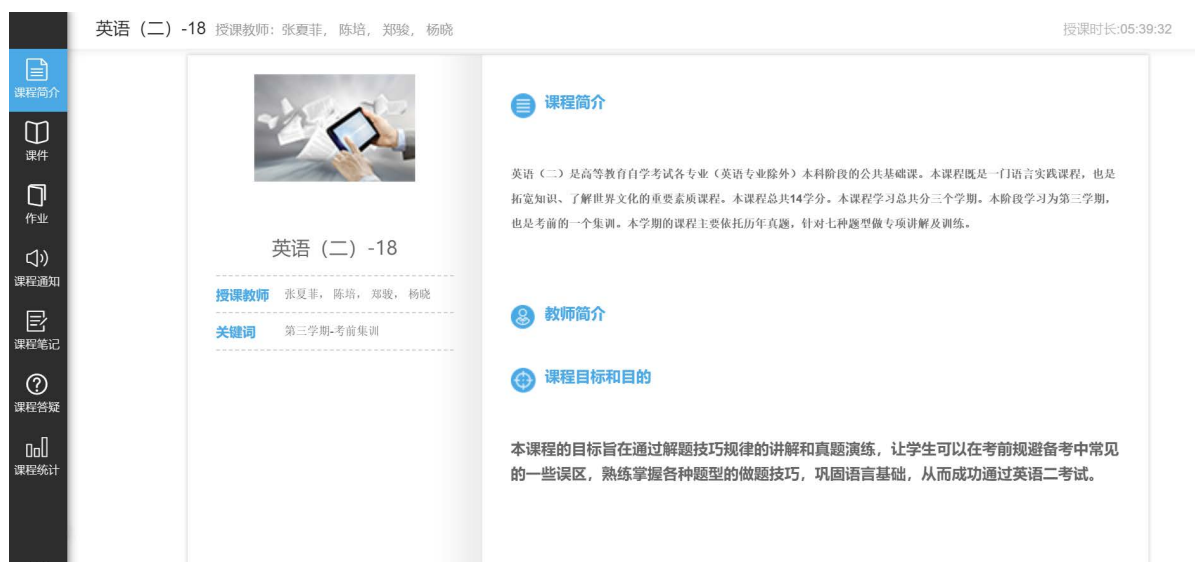 英语（二）-18 授课教师：张夏菲，陈培，郑骏，杨晓
授课时长:05:39:32
课程简介
课件
作业
课程通知
课程笔记
课程答疑
课程统计
英语（二）-18
授课教师 张夏菲，陈培，郑骏，杨晓
关键词 第三学期-考前集训
课程简介
英语（二）是高等教育自学考试各专业（英语专业除外）本科阶段的公共基础课。本课程既是一门语言实践课程，也是
拓宽知识、了解世界文化的重要素质课程。本课程总共14学分。本课程学习总共分三个学期。本阶段学习为第三学期，
也是考前的一个集训。本学期的课程主要依托历年真题，针对七种题型做专项讲解及训练。
教师简介
课程目标和目的
本课程的目标旨在通过解题技巧规律的讲解和真题演练，让学生可以在考前规避备考中常见
的一些误区，熟练掌握各种题型的做题技巧，巩固语言基础，从而成功通过英语二考试。